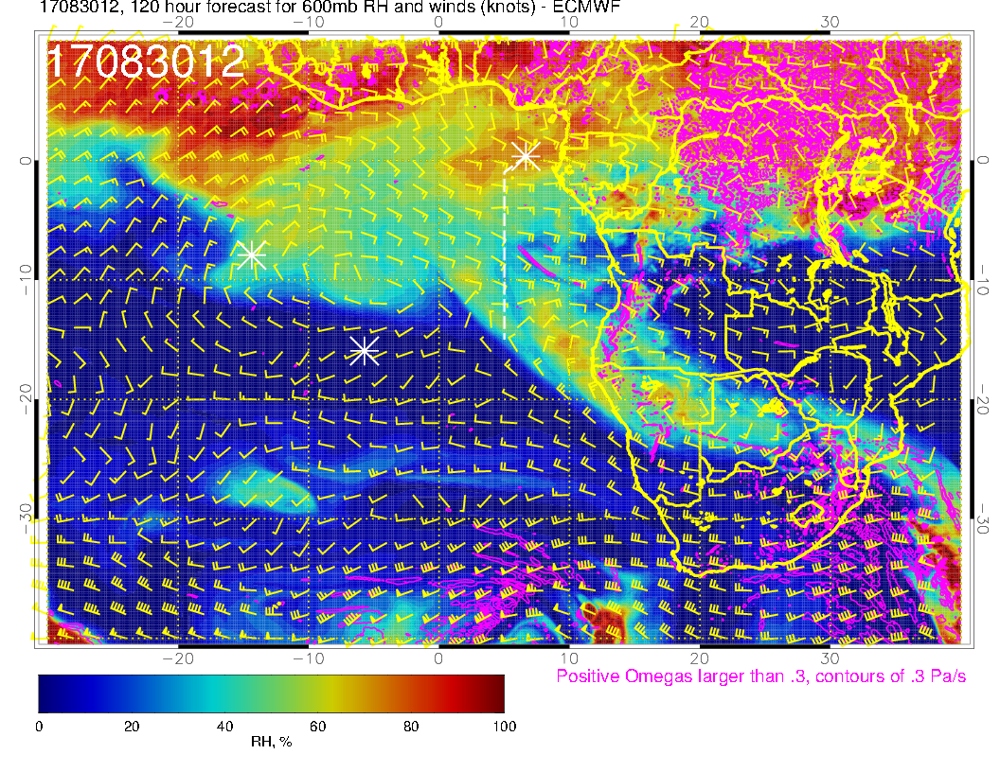 17083012, 120 hour forecast for 600mb RH and winds (knots) - ECMWF
−20 −10 0 10 20 30
17083012
0 0
−10 −10
−20 −20
−30 −30
−20 −10 0 10 20 30
Positive Omegas larger than .3, contours of .3 Pa/s
0 20 40 60 80 100
RH, %